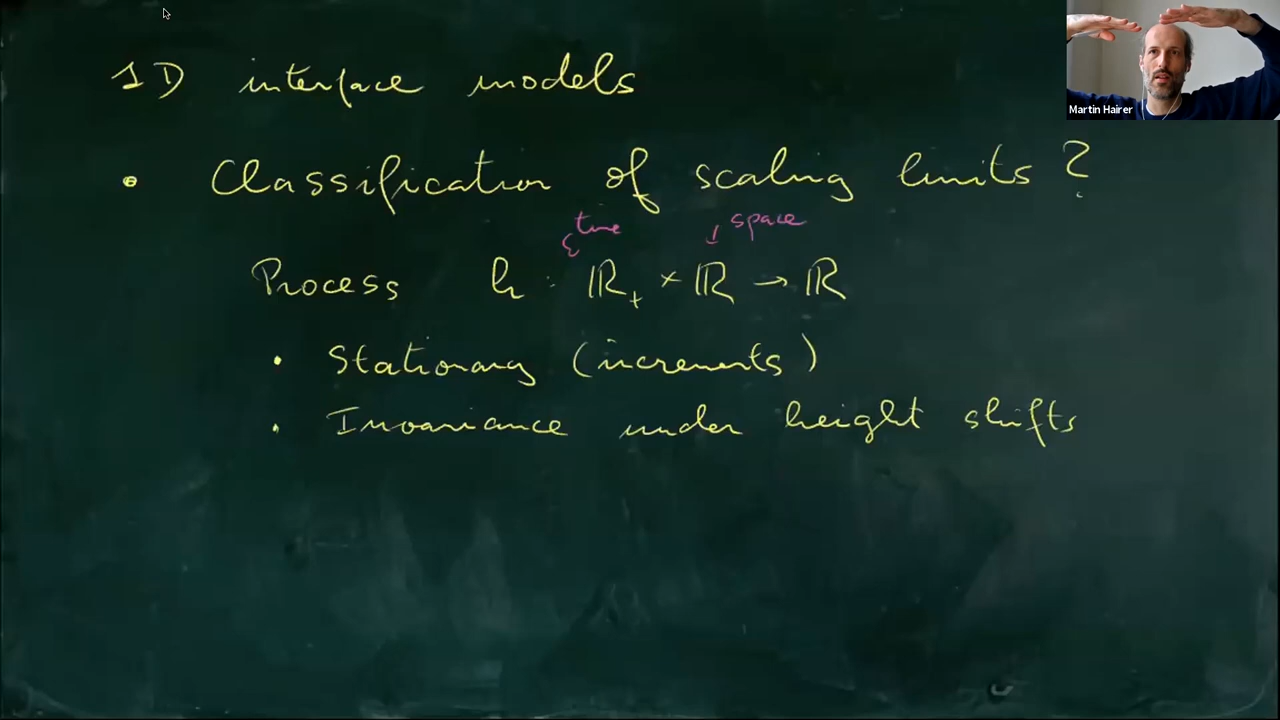 1D interface models
Martin Hairer
• Classification of scaling limits ?
time space
Process h : ℝ₊ × ℝ → ℝ
• Stationary (increments)
• Invariance under height shifts